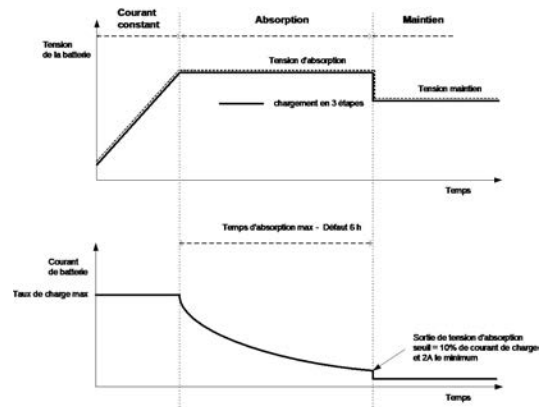 Courant
constant
Absorption
Maintien
Tension
de la batterie
Tension d'absorption
Tension maintien
chargement en 3 étapes
Temps
Temps d'absorption max - Défaut 6 h
Courant
de batterie
Taux de charge max
Sortie de tension d'absorption
seuil = 10% de courant de charge
et 2A le minimum
Temps